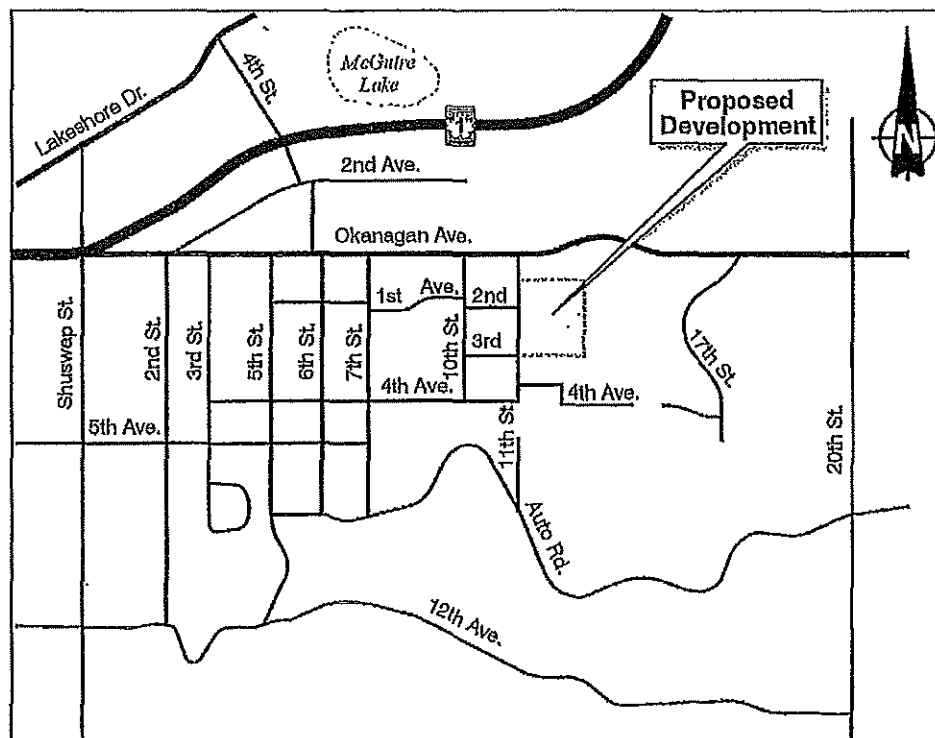 McGuire
Lake
4th St.
Lakeshore Dr.
1
Proposed
Development
N
2nd Ave.
Okanagan Ave.
1st Ave.
2nd
3rd
Shuswap St.
2nd St.
3rd St.
5th St.
6th St.
7th St.
10th St.
17th St.
4th Ave.
4th Ave.
5th Ave.
11th St.
20th St.
Auto Rd.
12th Ave.